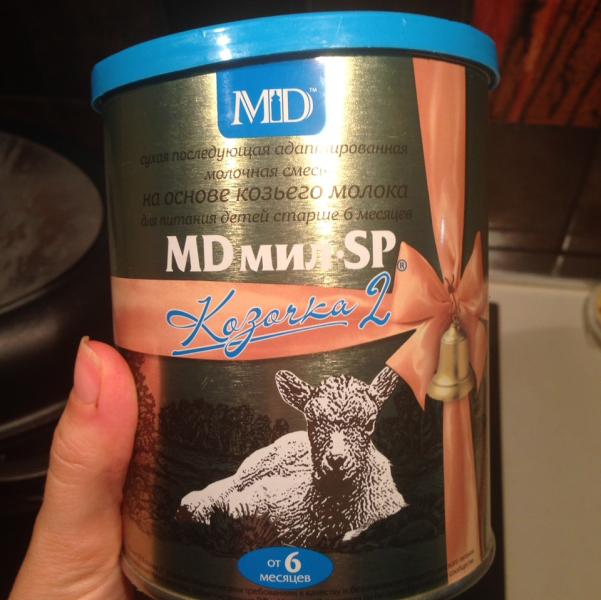 MD™
сухая последующая адаптированная
молочная смесь
на основе козьего молока
для питания детей старше 6 месяцев
MD мил·SP®
Козочка 2
от 6
месяцев